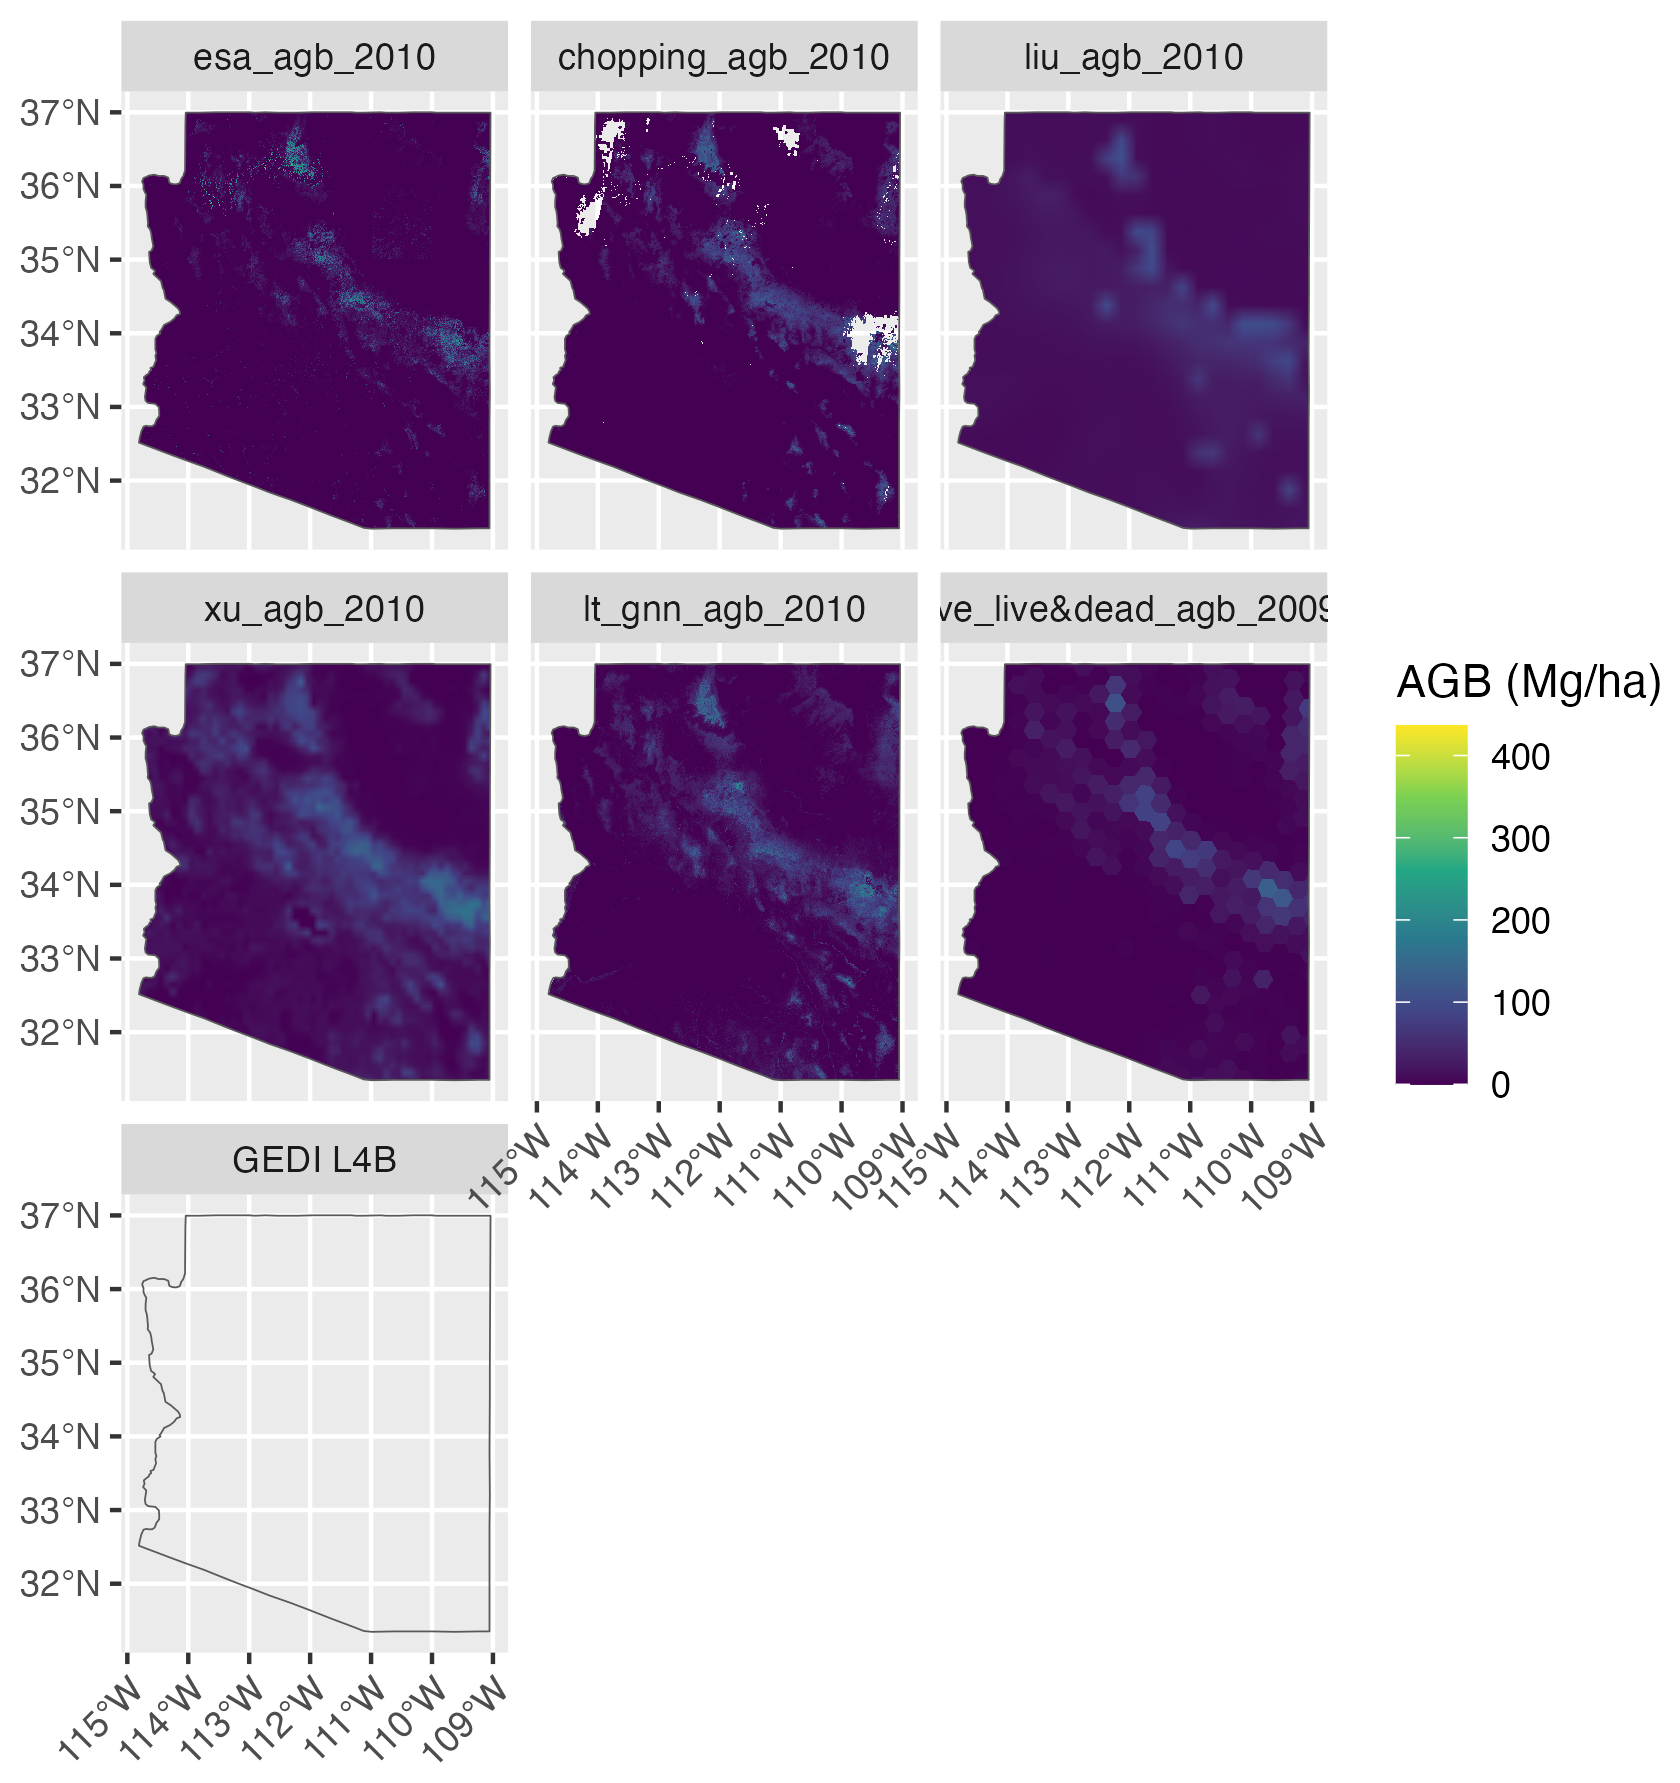 esa_agb_2010 chopping_agb_2010 liu_agb_2010
37°N
36°N
35°N
34°N
33°N
32°N
xu_agb_2010 lt_gnn_agb_2010 ve_live&dead_agb_2009
37°N
36°N
35°N
34°N
33°N
32°N
AGB (Mg/ha)
400
300
200
100
0
115°W 114°W 113°W 112°W 111°W 110°W 109°W
115°W 114°W 113°W 112°W 111°W 110°W 109°W
GEDI L4B
37°N
36°N
35°N
34°N
33°N
32°N
115°W 114°W 113°W 112°W 111°W 110°W 109°W